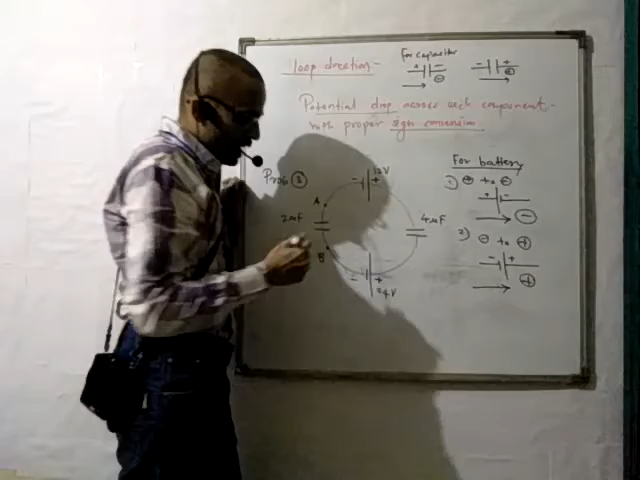 loop direction:-
For capacitor
+ -
⊖
- +
⊕
Potential drop across each component
with proper sign convension
Prob ②
12V
- +
A
2μF
4μF
B
- +
24V
For battery
1) ⊕ to ⊖
+ -
⊖
2) ⊖ to ⊕
- +
⊕